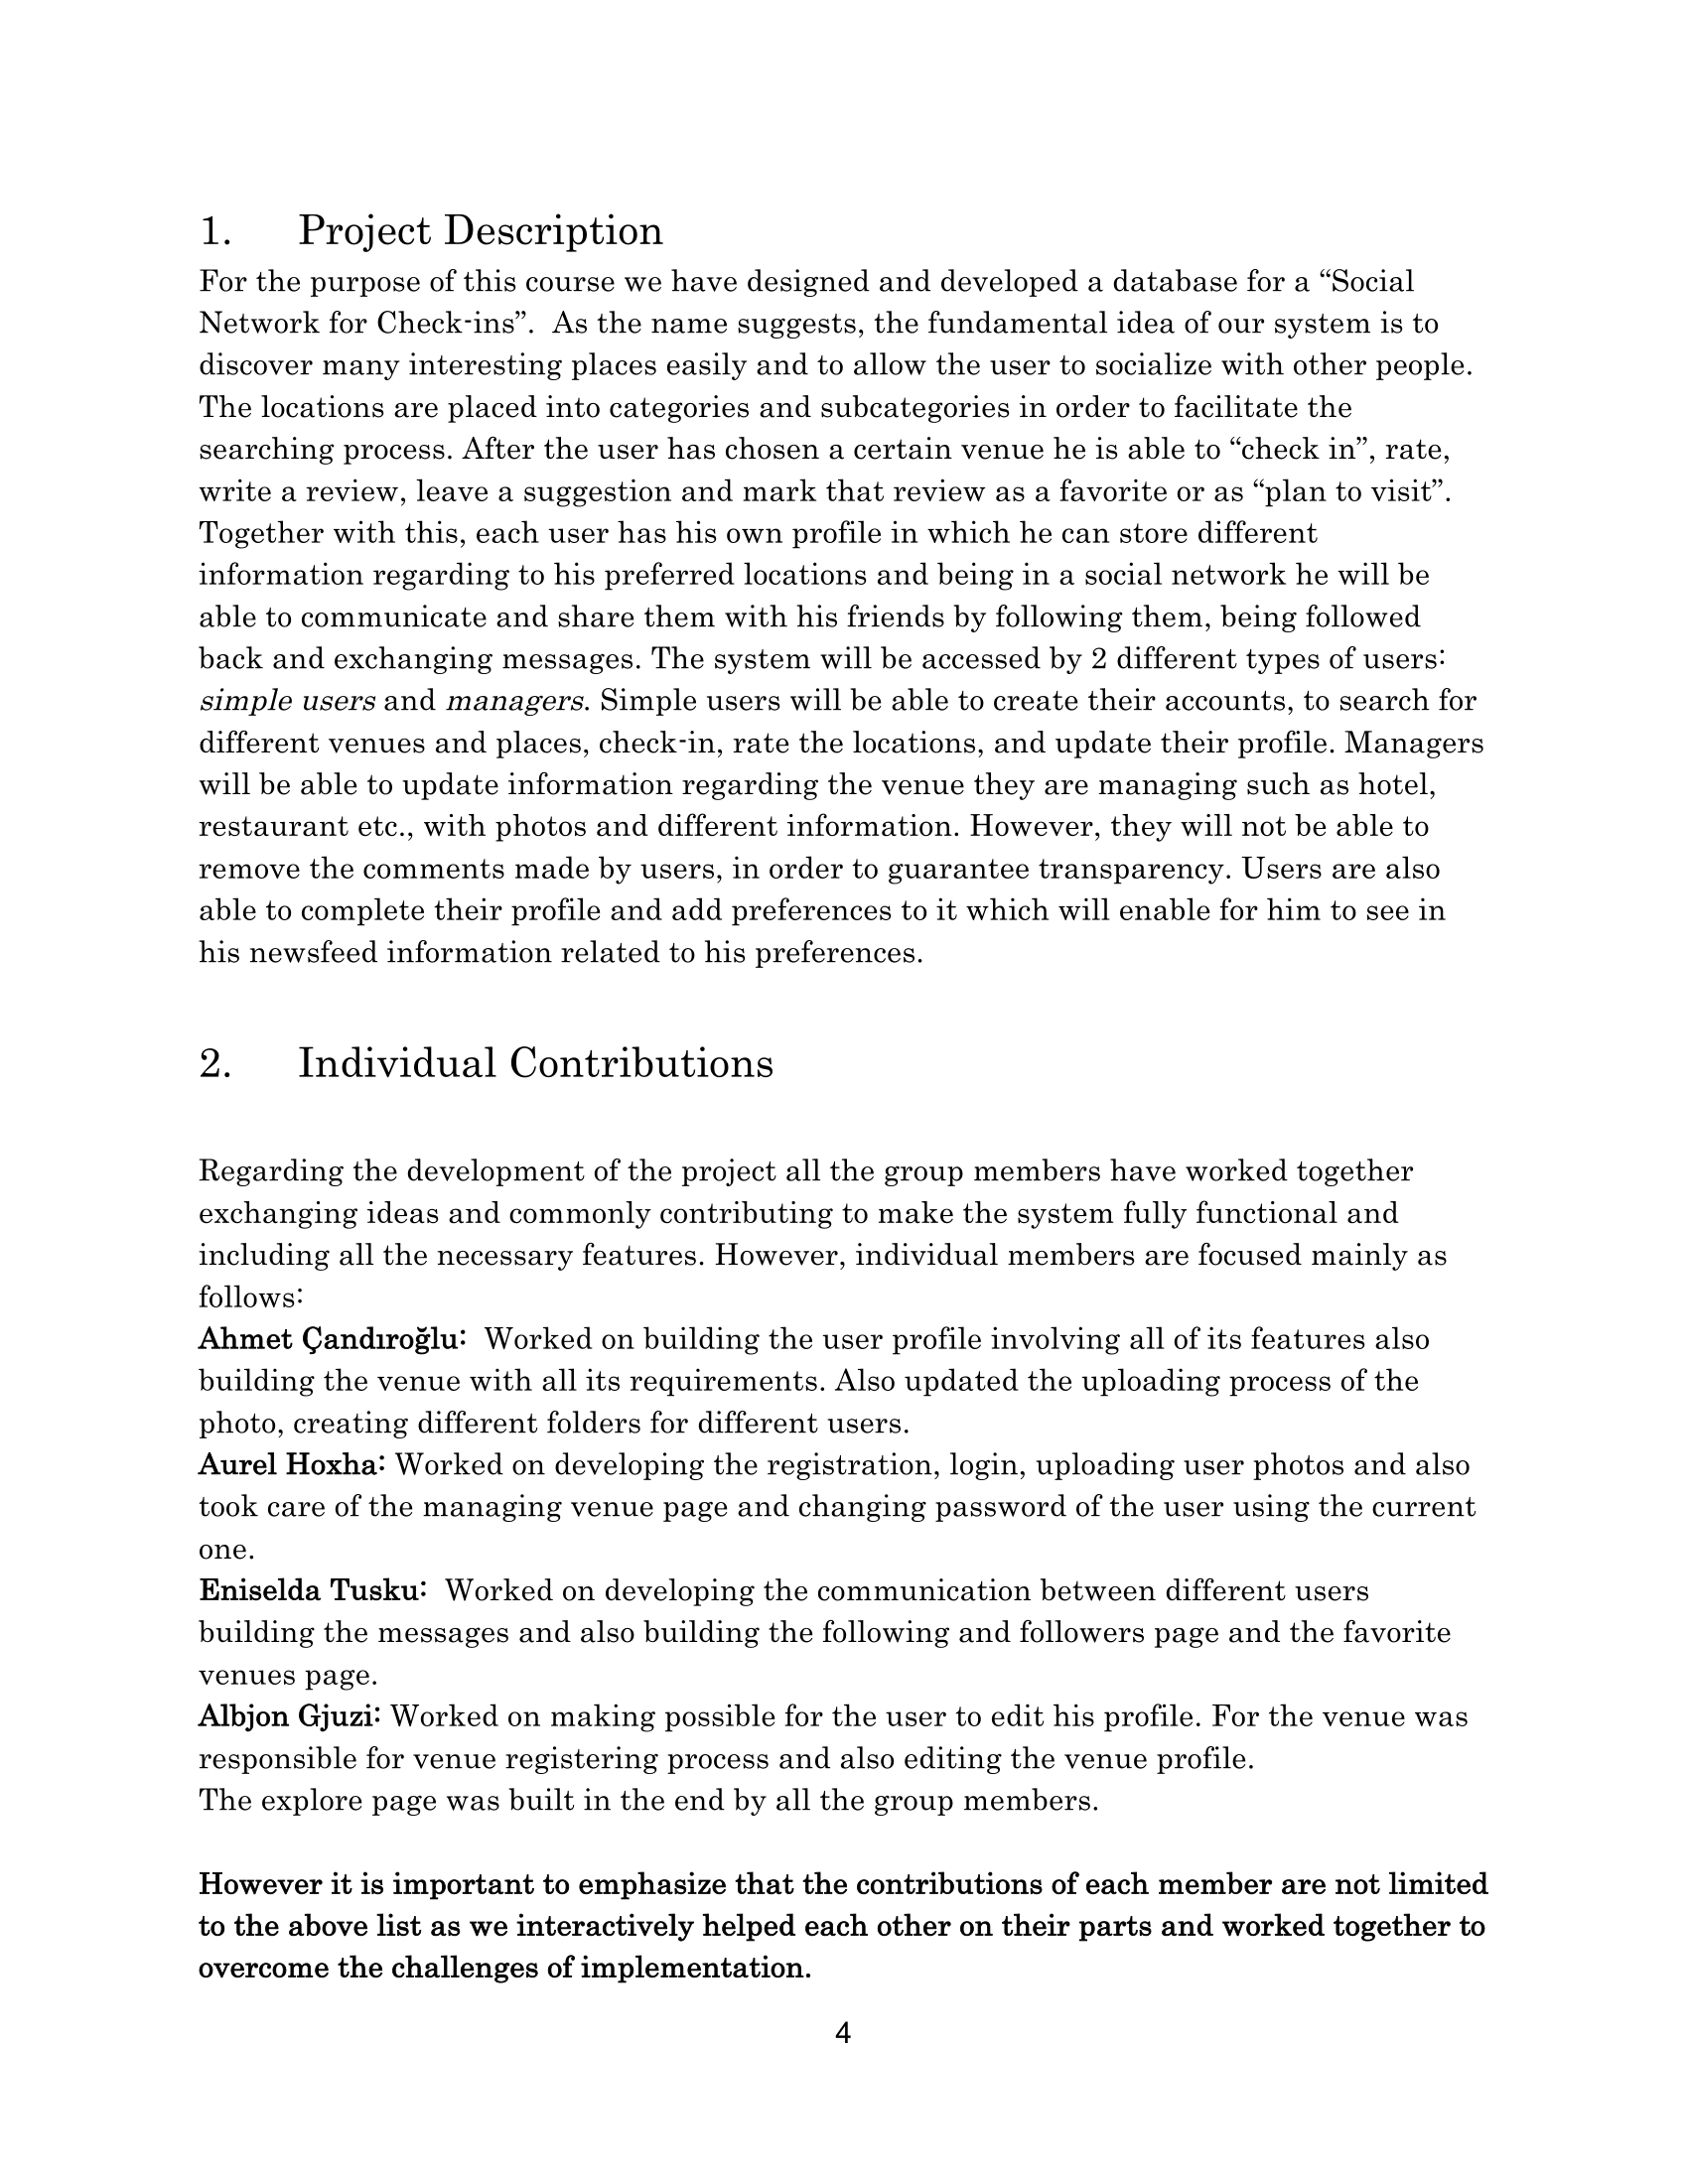 1. Project Description
For the purpose of this course we have designed and developed a database for a “Social
Network for Check-ins”.  As the name suggests, the fundamental idea of our system is to
discover many interesting places easily and to allow the user to socialize with other people.
The locations are placed into categories and subcategories in order to facilitate the
searching process. After the user has chosen a certain venue he is able to “check in”, rate,
write a review, leave a suggestion and mark that review as a favorite or as “plan to visit”.
Together with this, each user has his own profile in which he can store different
information regarding to his preferred locations and being in a social network he will be
able to communicate and share them with his friends by following them, being followed
back and exchanging messages. The system will be accessed by 2 different types of users:
simple users and managers. Simple users will be able to create their accounts, to search for
different venues and places, check-in, rate the locations, and update their profile. Managers
will be able to update information regarding the venue they are managing such as hotel,
restaurant etc., with photos and different information. However, they will not be able to
remove the comments made by users, in order to guarantee transparency. Users are also
able to complete their profile and add preferences to it which will enable for him to see in
his newsfeed information related to his preferences.
2. Individual Contributions
Regarding the development of the project all the group members have worked together
exchanging ideas and commonly contributing to make the system fully functional and
including all the necessary features. However, individual members are focused mainly as
follows:
Ahmet Çandıroğlu:  Worked on building the user profile involving all of its features also
building the venue with all its requirements. Also updated the uploading process of the
photo, creating different folders for different users.
Aurel Hoxha: Worked on developing the registration, login, uploading user photos and also
took care of the managing venue page and changing password of the user using the current
one.
Eniselda Tusku:  Worked on developing the communication between different users
building the messages and also building the following and followers page and the favorite
venues page.
Albjon Gjuzi: Worked on making possible for the user to edit his profile. For the venue was
responsible for venue registering process and also editing the venue profile.
The explore page was built in the end by all the group members.
However it is important to emphasize that the contributions of each member are not limited
to the above list as we interactively helped each other on their parts and worked together to
overcome the challenges of implementation.
4